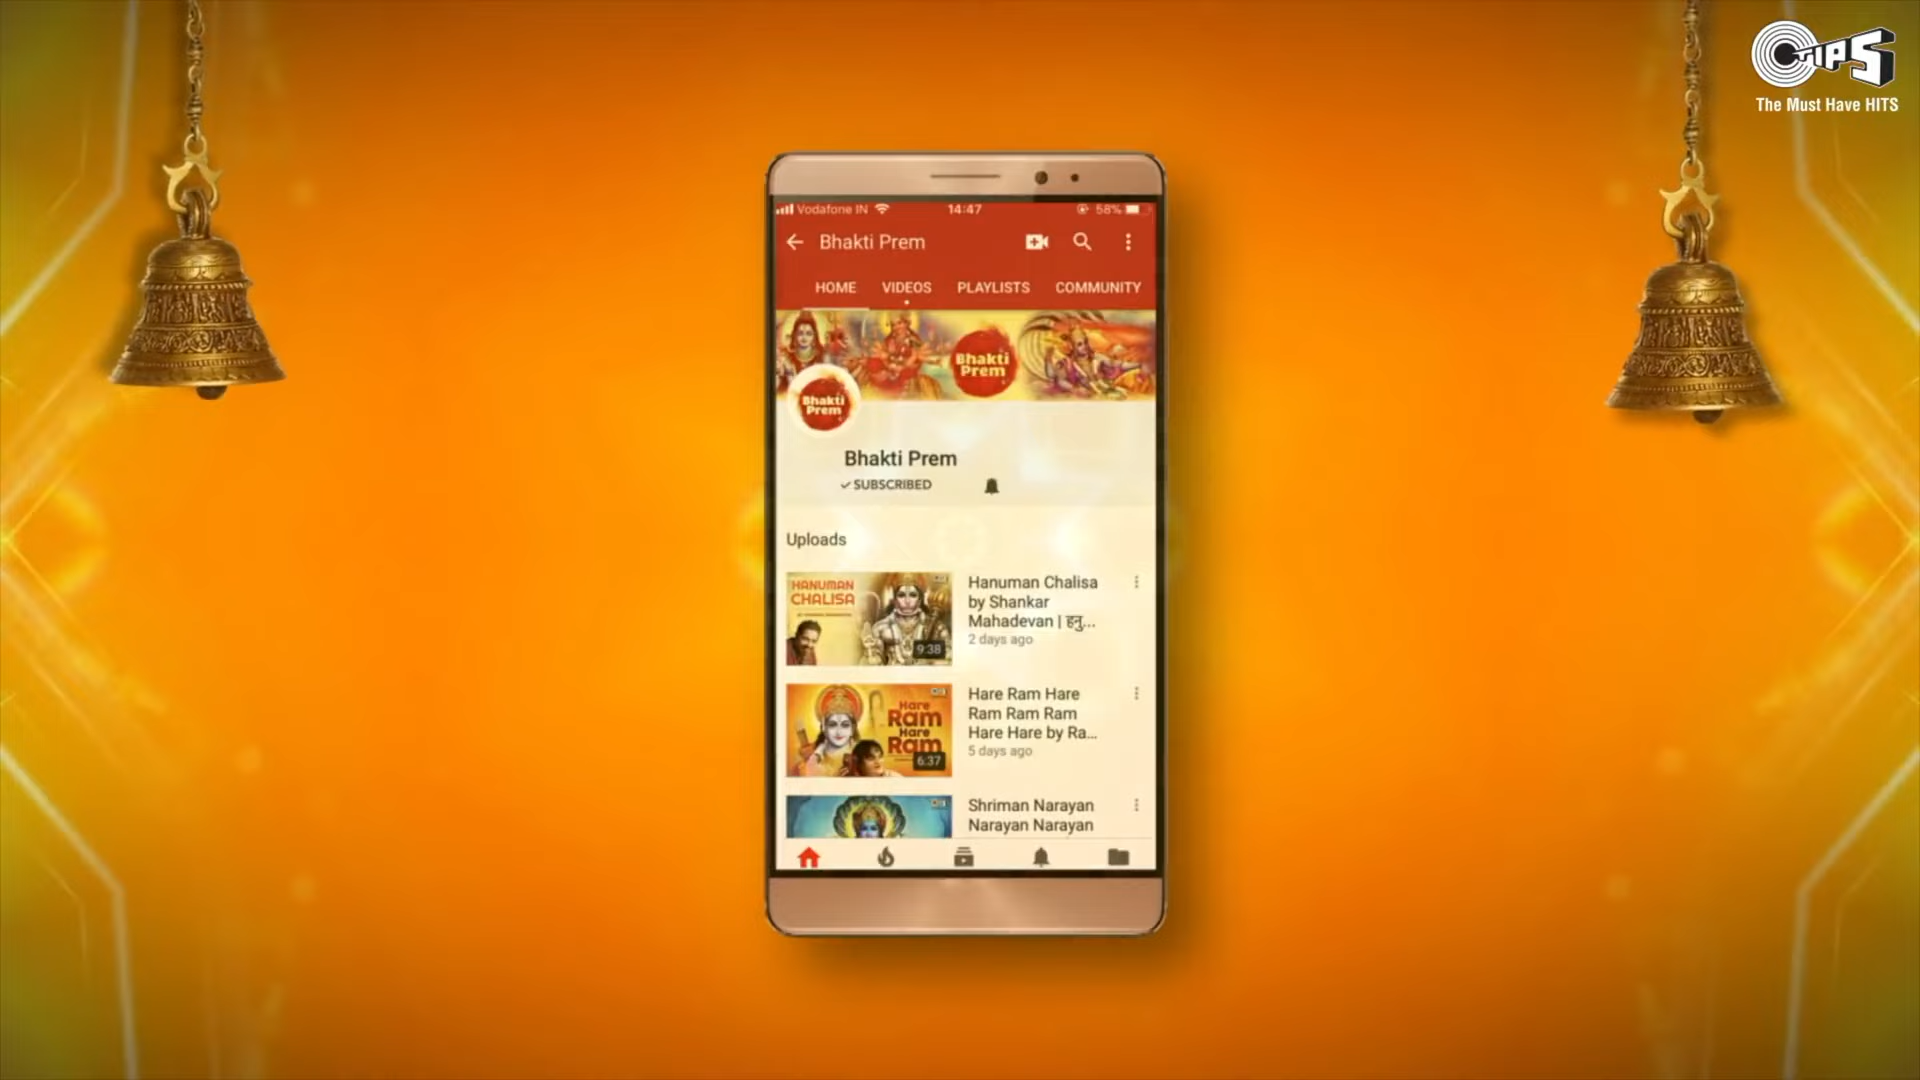 TIPS
The Must Have HITS
Vodafone IN
14:47
58%
Bhakti Prem
HOME VIDEOS PLAYLISTS COMMUNITY
Bhakti
Prem
Bhakti
Prem
Bhakti Prem
SUBSCRIBED
Uploads
HANUMAN
CHALISA
9:38
Hanuman Chalisa
by Shankar
Mahadevan | हनु...
2 days ago
Hare
Ram
Hare
Ram
6:37
Hare Ram Hare
Ram Ram Ram
Hare Hare by Ra...
5 days ago
Shriman Narayan
Narayan Narayan